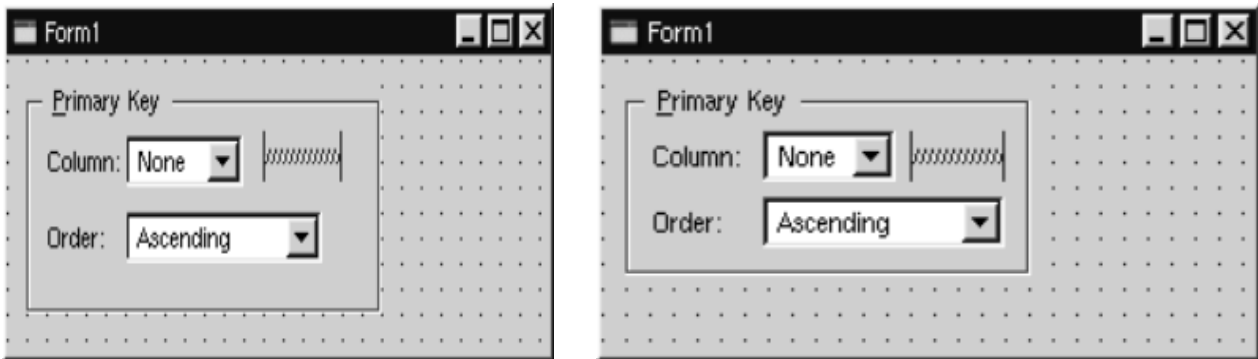 Form1
Primary Key
Column: None
Order: Ascending
Form1
Primary Key
Column: None
Order: Ascending